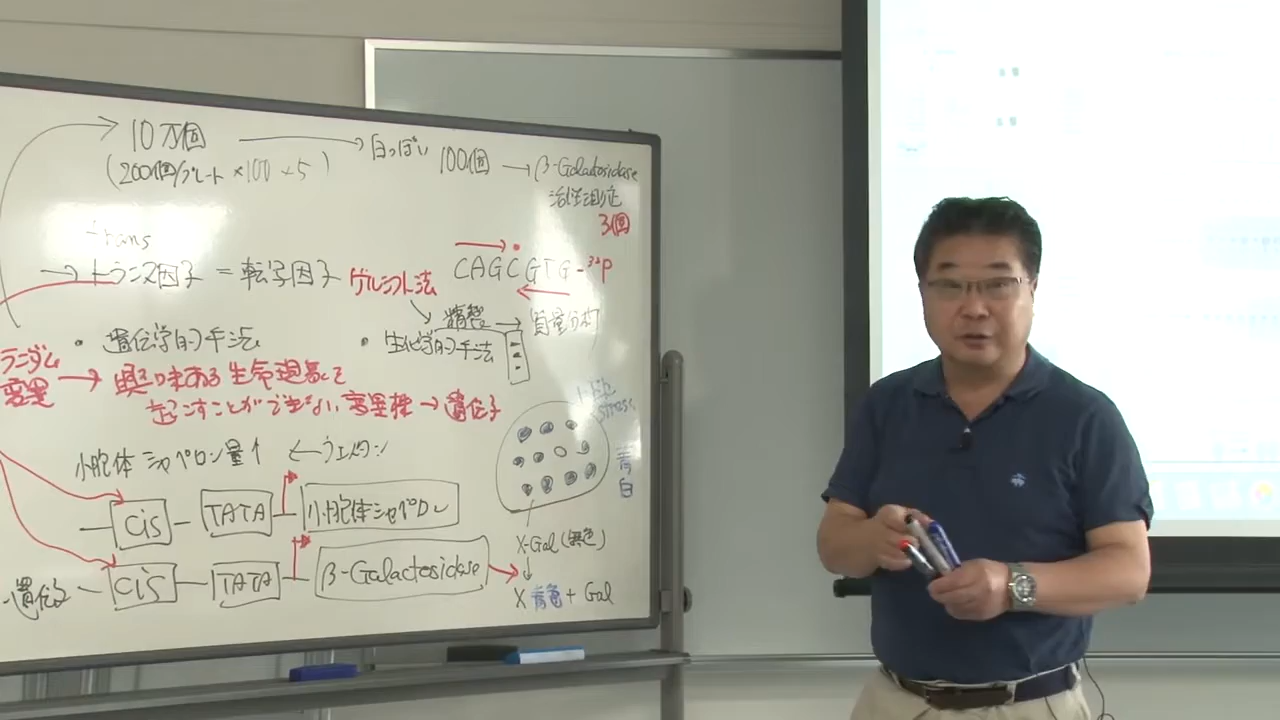 10万個 → 白っぽい 100個 → β-Galactosidase
(200個/プレート ×100 ×5) 活性測定
3個
trans
→ トランス因子 = 転写因子 ゲルシフト法 CAGCGTG-³²P
精製 → 質量分析
・遺伝学的手法 ・生化学的手法
ランダム変異 → 興味ある生命現象を
起こすことができない変異株 → 遺伝子
stress
青
白
小胞体シャペロン量↑ ←
cis TATA 小胞体シャペロン
X-Gal(無色)
↓
遺伝子 cis TATA β-Galactosidase
X 青色 + Gal